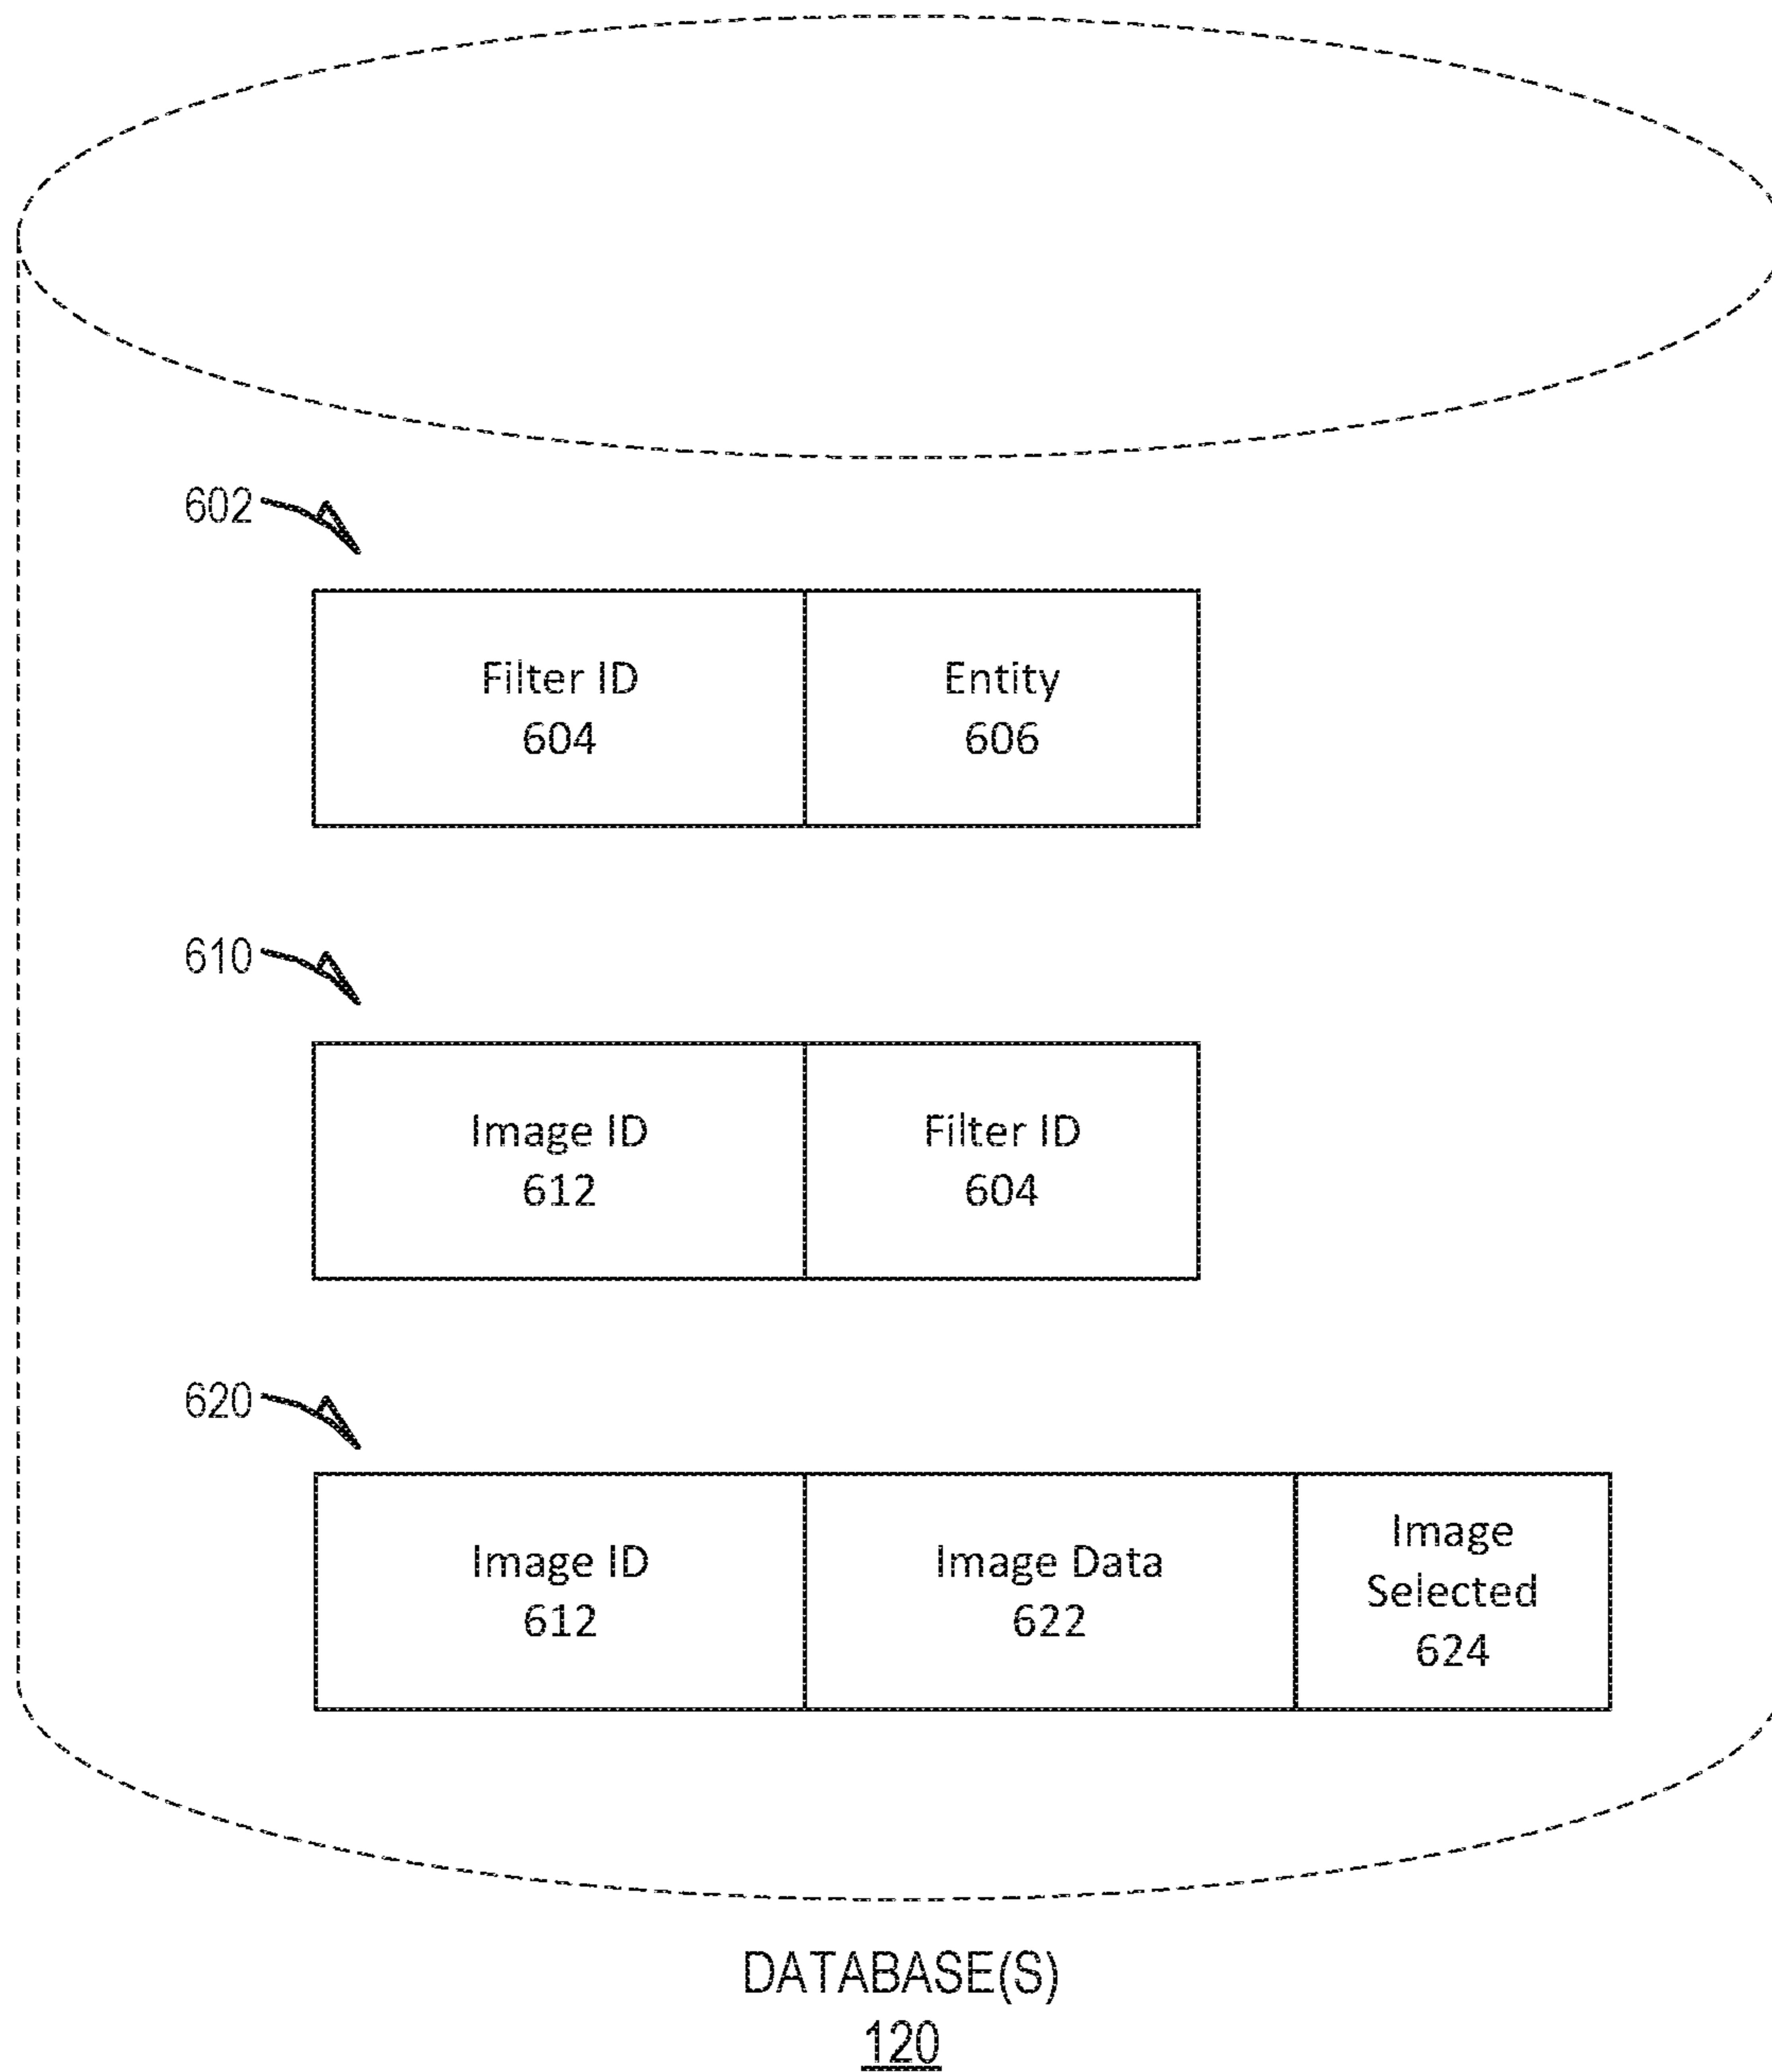 602
Filter ID
604
Entity
606
610
Image ID
612
Filter ID
604
620
Image ID
612
Image Data
622
Image
Selected
624
DATABASE(S)
120